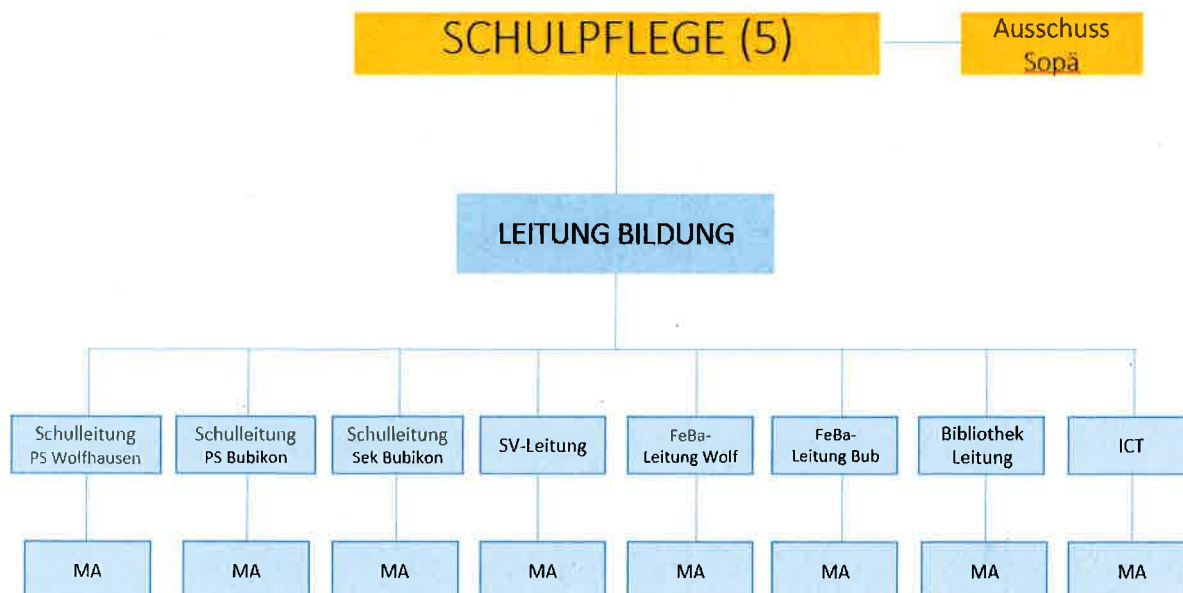 SCHULPFLEGE (5)
Ausschuss
Sopä
LEITUNG BILDUNG
Schulleitung
PS Wolfhausen
Schulleitung
PS Bubikon
Schulleitung
Sek Bubikon
SV-Leitung
FeBa-
Leitung Wolf
FeBa-
Leitung Bub
Bibliothek
Leitung
ICT
MA
MA
MA
MA
MA
MA
MA
MA